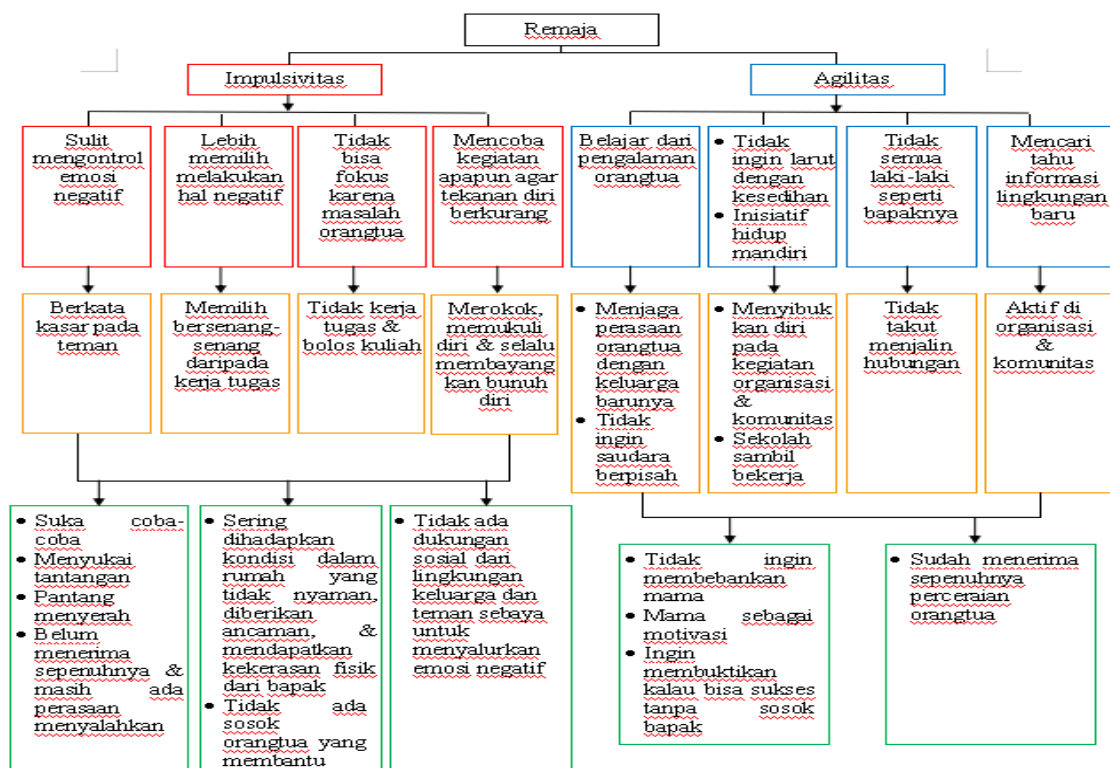 Remaja
Impulsivitas
Agilitas
Sulit
mengontrol
emosi
negatif
Lebih
memilih
melakukan
hal negatif
Tidak
bisa
fokus
karena
masalah
orangtua
Mencoba
kegiatan
apapun agar
tekanan diri
berkurang
Belajar dari
pengalaman
orangtua
• Tidak
ingin larut
dengan
kesedihan
• Inisiatif
hidup
mandiri
Tidak
semua
laki-laki
seperti
bapaknya
Mencari
tahu
informasi
lingkungan
baru
Berkata
kasar pada
teman
Memilih
bersenang-
senang
daripada
kerja tugas
Tidak kerja
tugas &
bolos kuliah
Merokok,
memukuli
diri & selalu
membayang
kan bunuh
diri
• Menjaga
perasaan
orangtua
dengan
keluarga
barunya
• Tidak
ingin
saudara
berpisah
• Menyibuk
kan diri
pada
kegiatan
organisasi
&
komunitas
• Sekolah
sambil
bekerja
Tidak
takut
menjalin
hubungan
Aktif di
organisasi
&
komunitas
• Suka coba-
coba
• Menyukai
tantangan
• Pantang
menyerah
• Belum
menerima
sepenuhnya &
masih ada
perasaan
menyalahkan
• Sering
dihadapkan
kondisi dalam
rumah yang
tidak nyaman,
diberikan
ancaman, &
mendapatkan
kekerasan fisik
dari bapak
• Tidak ada
sosok
orangtua yang
membantu
• Tidak ada
dukungan
sosial dari
lingkungan
keluarga dan
teman sebaya
untuk
menyalurkan
emosi negatif
• Tidak ingin
membebankan
mama
• Mama sebagai
motivasi
• Ingin
membuktikan
kalau bisa sukses
tanpa sosok
bapak
• Sudah menerima
sepenuhnya
perceraian
orangtua